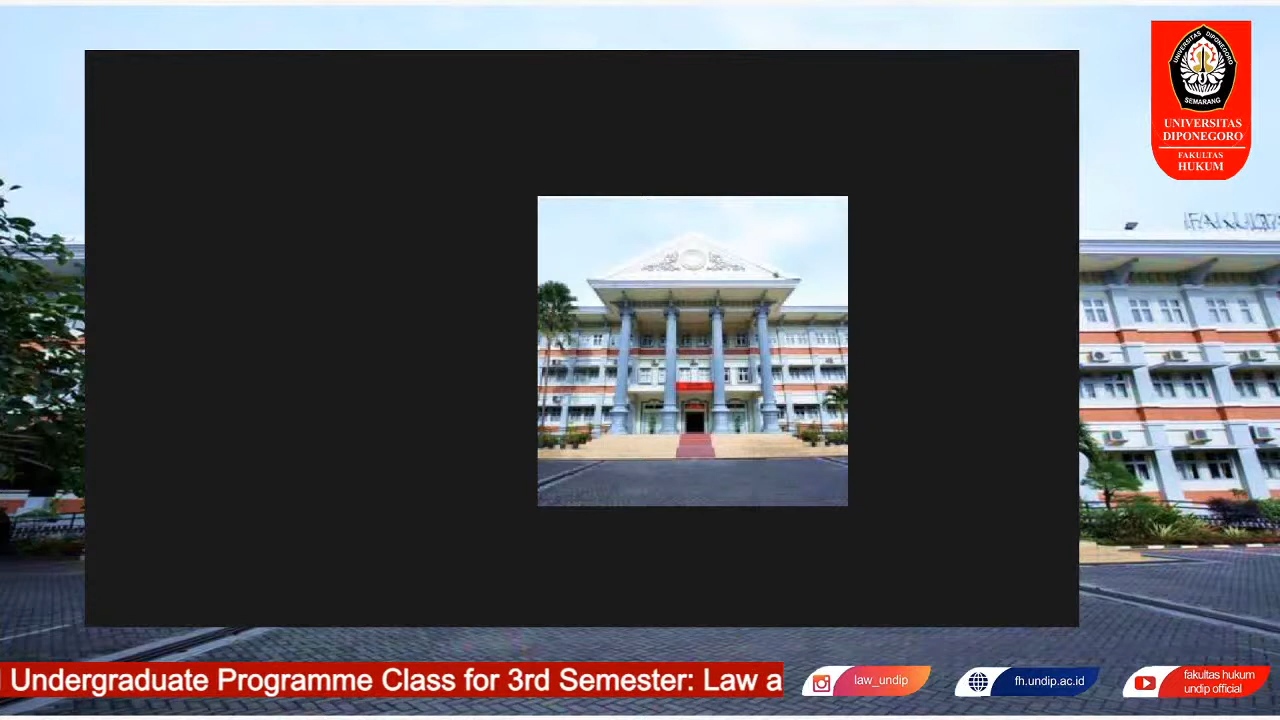 UNIVERSITAS DIPONEGORO
SEMARANG
UNIVERSITAS
DIPONEGORO
FAKULTAS
HUKUM
Undergraduate Programme Class for 3rd Semester: Law a
law_undip
fh.undip.ac.id
fakultas hukum
undip official